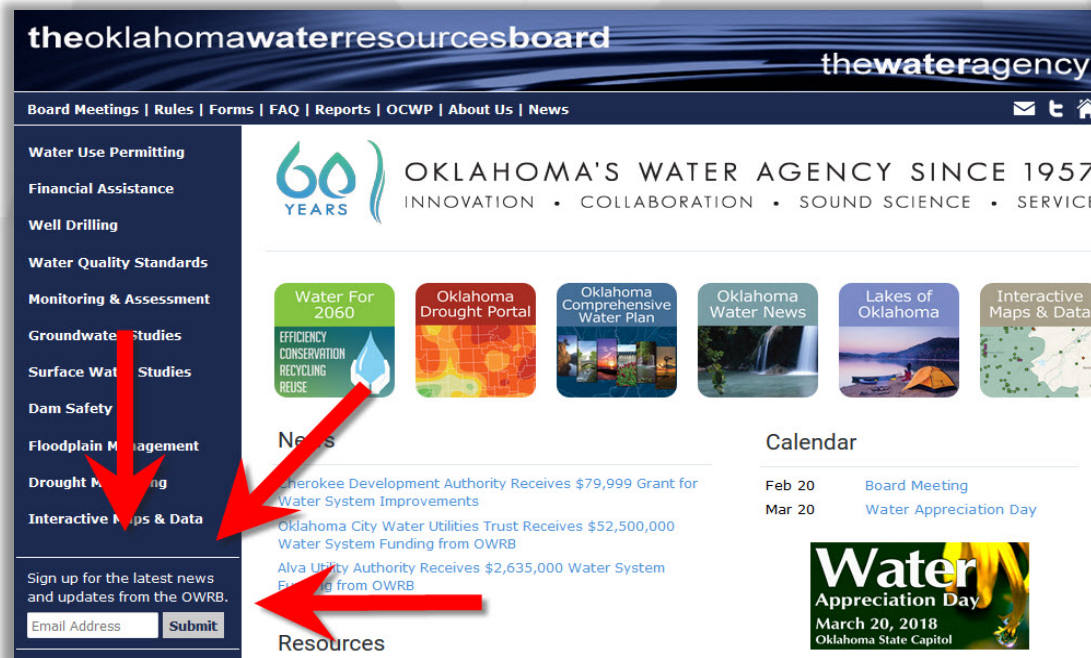 theoklahomawaterresourcesboard
thewateragency
Board Meetings | Rules | Forms | FAQ | Reports | OCWP | About Us | News
Water Use Permitting
Financial Assistance
Well Drilling
Water Quality Standards
Monitoring & Assessment
Groundwater Studies
Surface Water Studies
Dam Safety
Floodplain Management
Drought
Interactive Maps & Data
Sign up for the latest news
and updates from the OWRB.
Email Address Submit
60
YEARS
OKLAHOMA'S WATER AGENCY SINCE 1957
INNOVATION • COLLABORATION • SOUND SCIENCE • SERVICE
Water For
2060
EFFICIENCY
CONSERVATION
RECYCLING
REUSE
Oklahoma
Drought Portal
Oklahoma
Comprehensive
Water Plan
Oklahoma
Water News
Lakes of
Oklahoma
Interactive
Maps & Data
News
Cherokee Development Authority Receives $79,999 Grant for
Water System Improvements
Oklahoma City Water Utilities Trust Receives $52,500,000
Water System Funding from OWRB
Alva Utility Authority Receives $2,635,000 Water System
Funding from OWRB
Resources
Calendar
Feb 20 Board Meeting
Mar 20 Water Appreciation Day
Water
Appreciation Day
March 20, 2018
Oklahoma State Capitol